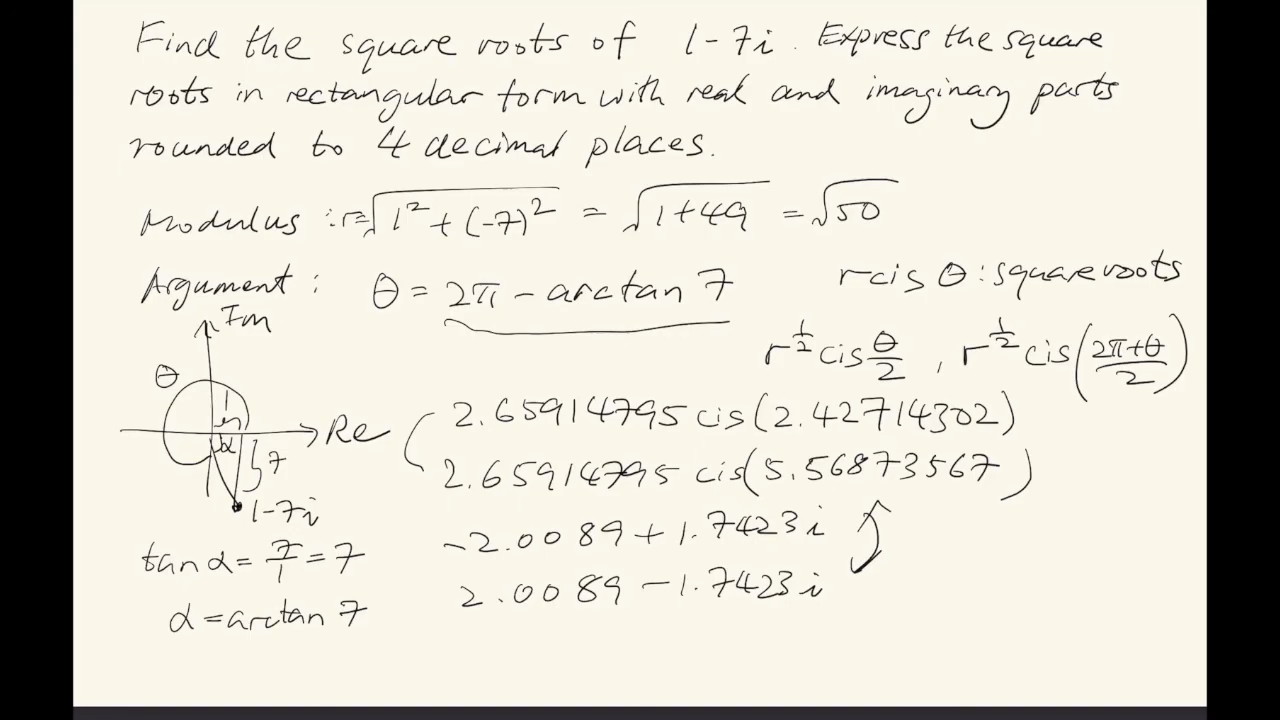 Find the square roots of 1-7i. Express the square
roots in rectangular form with real and imaginary parts
rounded to 4 decimal places.
Modulus : r=√(1²+(-7)²) = √(1+49) = √50
Argument : θ = 2π - arctan 7
r cis θ : square roots
r^(1/2) cis θ/2 , r^(1/2) cis((2π+θ)/2)
Im
θ
1
α
7
Re
1-7i
tan α = 7/1 = 7
α = arctan 7
2.65914795 cis(2.42714302)
2.65914795 cis(5.56873567)
-2.0089 + 1.7423i
2.0089 - 1.7423i